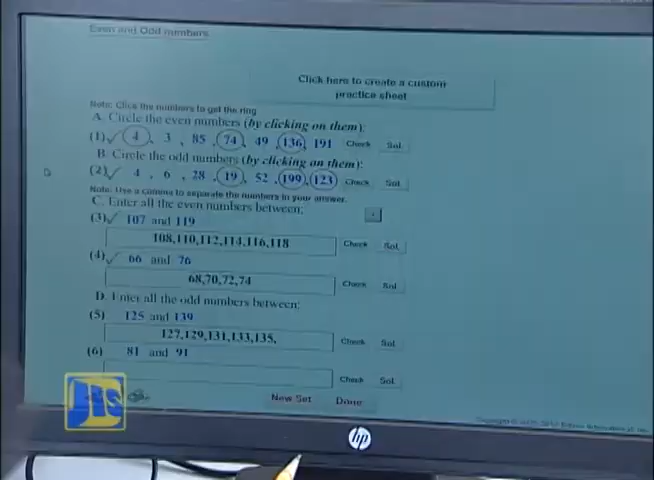 Even and Odd numbers
Click here to create a custom
practice sheet
Note: Click the numbers to get the ring
A. Circle the even numbers (by clicking on them):
(1) 4 , 3 , 85 , 74 , 49 , 136 , 191 Check Sol
B. Circle the odd numbers (by clicking on them):
(2) 4 , 6 , 28 , 19 , 52 , 199 , 123 Check Sol
Note: Use a comma to separate the numbers in your answer.
C. Enter all the even numbers between:
(3) 107 and 119
108,110,112,114,116,118 Check Sol
(4) 66 and 76
68,70,72,74 Check Sol
D. Enter all the odd numbers between:
(5) 125 and 139
127,129,131,133,135, Check Sol
(6) 81 and 91
Check Sol
New Set Done
JIS
hp